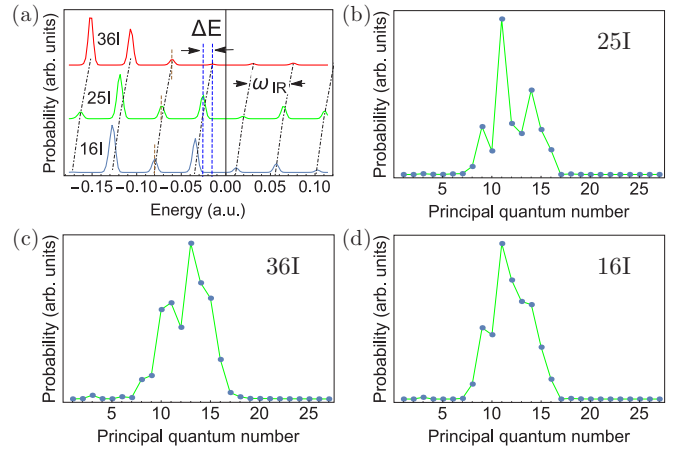 (a)
Probability (arb. units)
36I
ΔE
25I
ω IR
16I
−0.15 −0.10 −0.05 0.00 0.05 0.10
Energy (a.u.)
(b)
Probability (arb. units)
25I
5 10 15 20 25
Principal quantum number
(c)
Probability (arb. units)
36I
5 10 15 20 25
Principal quantum number
(d)
Probability (arb. units)
16I
5 10 15 20 25
Principal quantum number